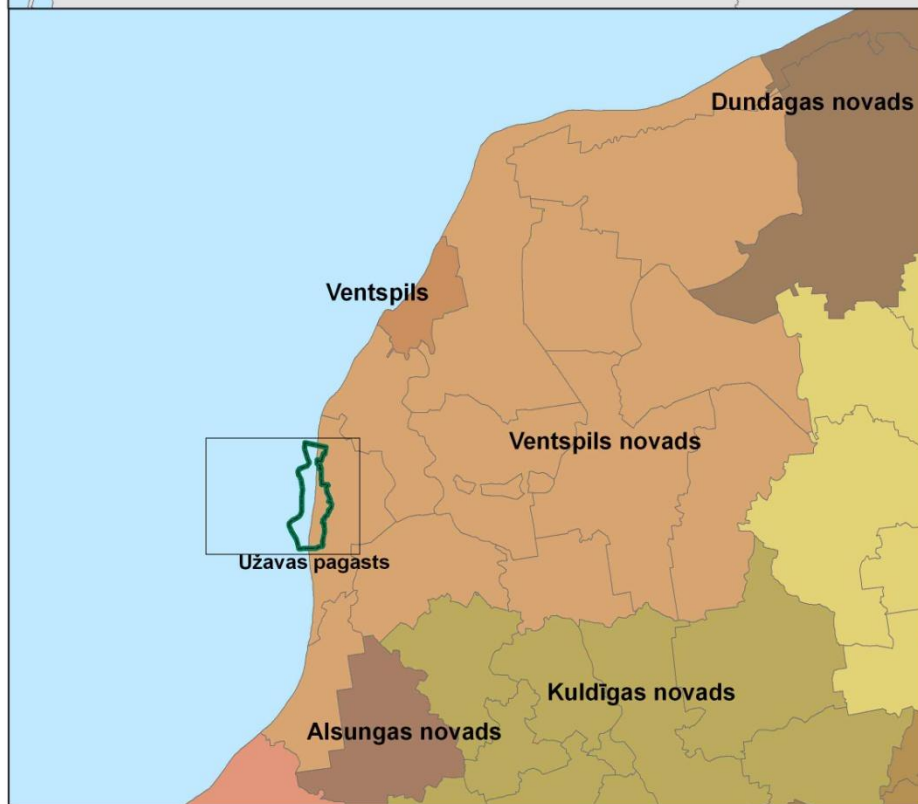 Dundagas novads
Ventspils
Ventspils novads
Užavas pagasts
Kuldīgas novads
Alsungas novads